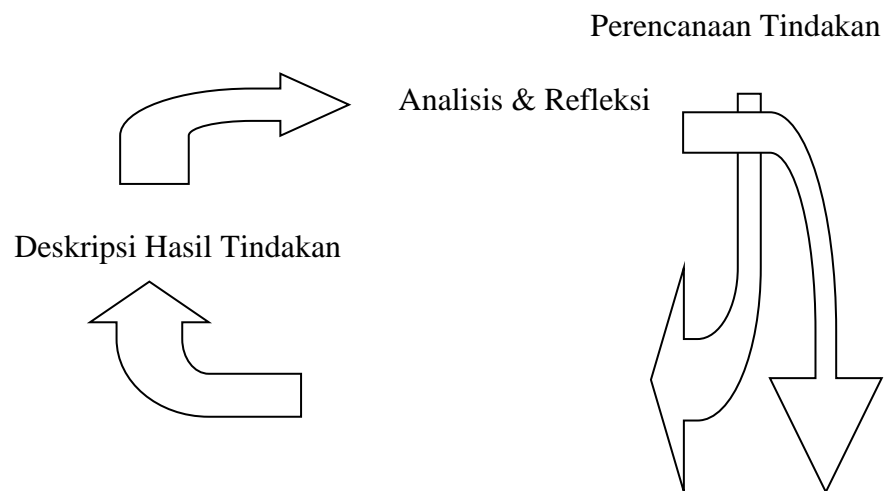 Perencanaan Tindakan
Analisis & Refleksi
Deskripsi Hasil Tindakan